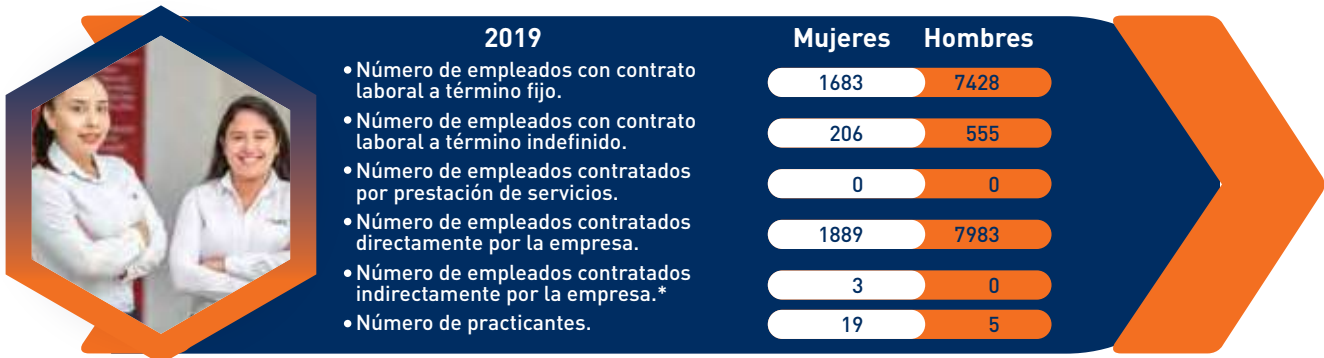 2019 Mujeres Hombres
• Número de empleados con contrato
laboral a término fijo.
1683 7428
• Número de empleados con contrato
laboral a término indefinido.
206 555
• Número de empleados contratados
por prestación de servicios.
0 0
• Número de empleados contratados
directamente por la empresa.
1889 7983
• Número de empleados contratados
indirectamente por la empresa.*
3 0
• Número de practicantes.
19 5